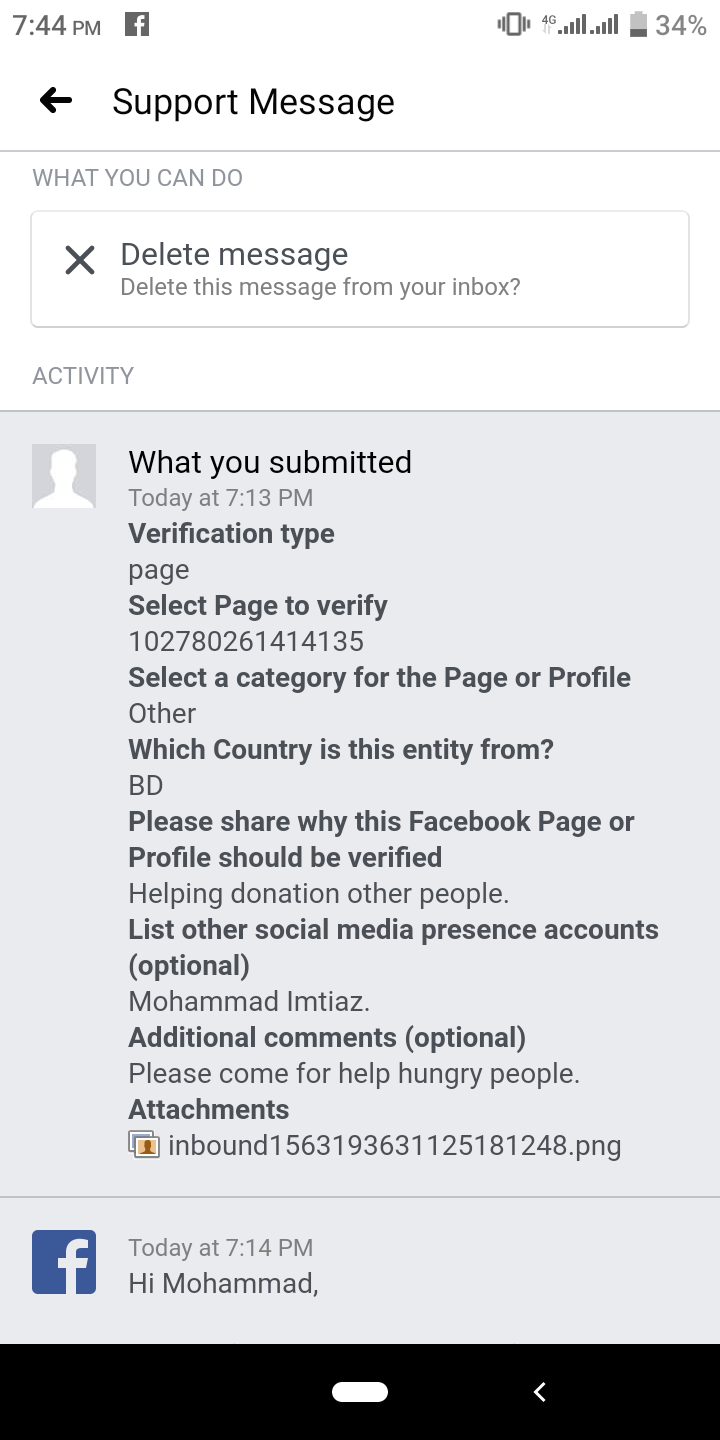 7:44 PM
4G
34%
Support Message
WHAT YOU CAN DO
Delete message
Delete this message from your inbox?
ACTIVITY
What you submitted
Today at 7:13 PM
Verification type
page
Select Page to verify
102780261414135
Select a category for the Page or Profile
Other
Which Country is this entity from?
BD
Please share why this Facebook Page or
Profile should be verified
Helping donation other people.
List other social media presence accounts
(optional)
Mohammad Imtiaz.
Additional comments (optional)
Please come for help hungry people.
Attachments
inbound1563193631125181248.png
Today at 7:14 PM
Hi Mohammad,